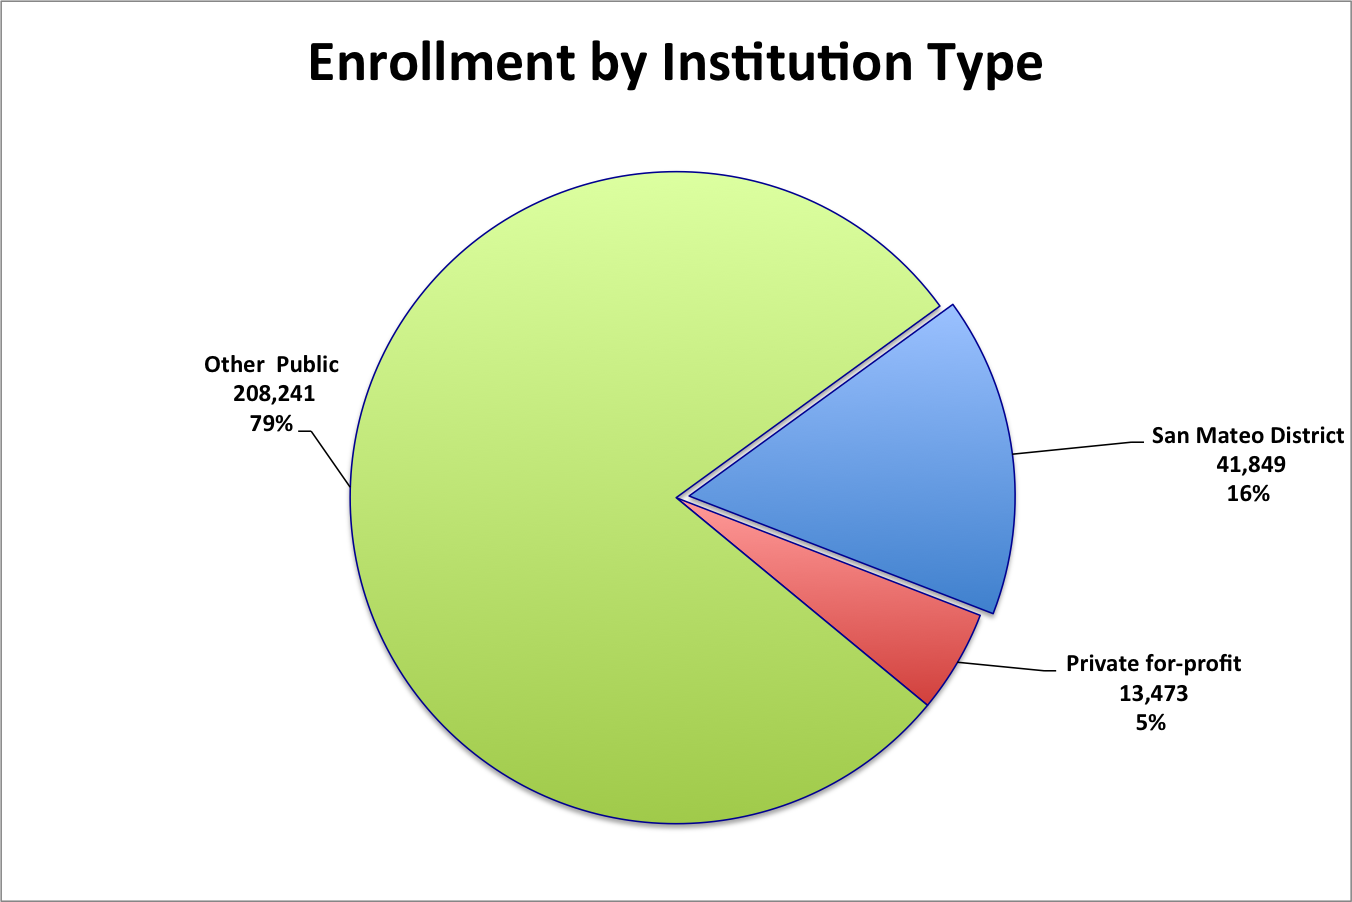 Enrollment by Institution Type
Other  Public
208,241
79%
San Mateo District
41,849
16%
Private for-profit
13,473
5%